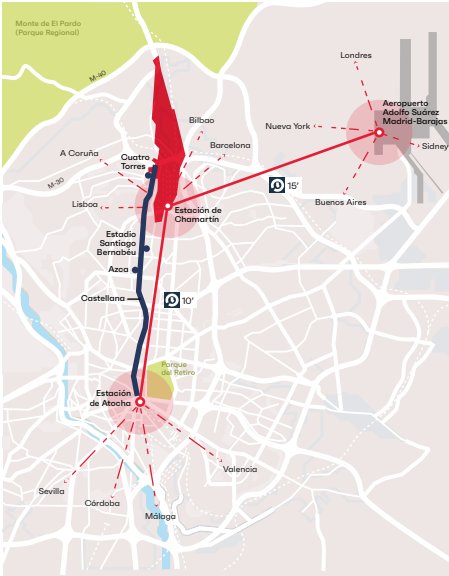 Monte de El Pardo
(Parque Regional)
M-40
Londres
Aeropuerto
Adolfo Suárez
Madrid-Barajas
Bilbao
Nueva York
Sidney
Barcelona
A Coruña
Cuatro
Torres
M-30
15'
Lisboa
Buenos Aires
Estación de
Chamartín
Estadio
Santiago
Bernabéu
Azca
Castellana
10'
Parque
del Retiro
Estación
de Atocha
Valencia
Sevilla
Córdoba
Málaga